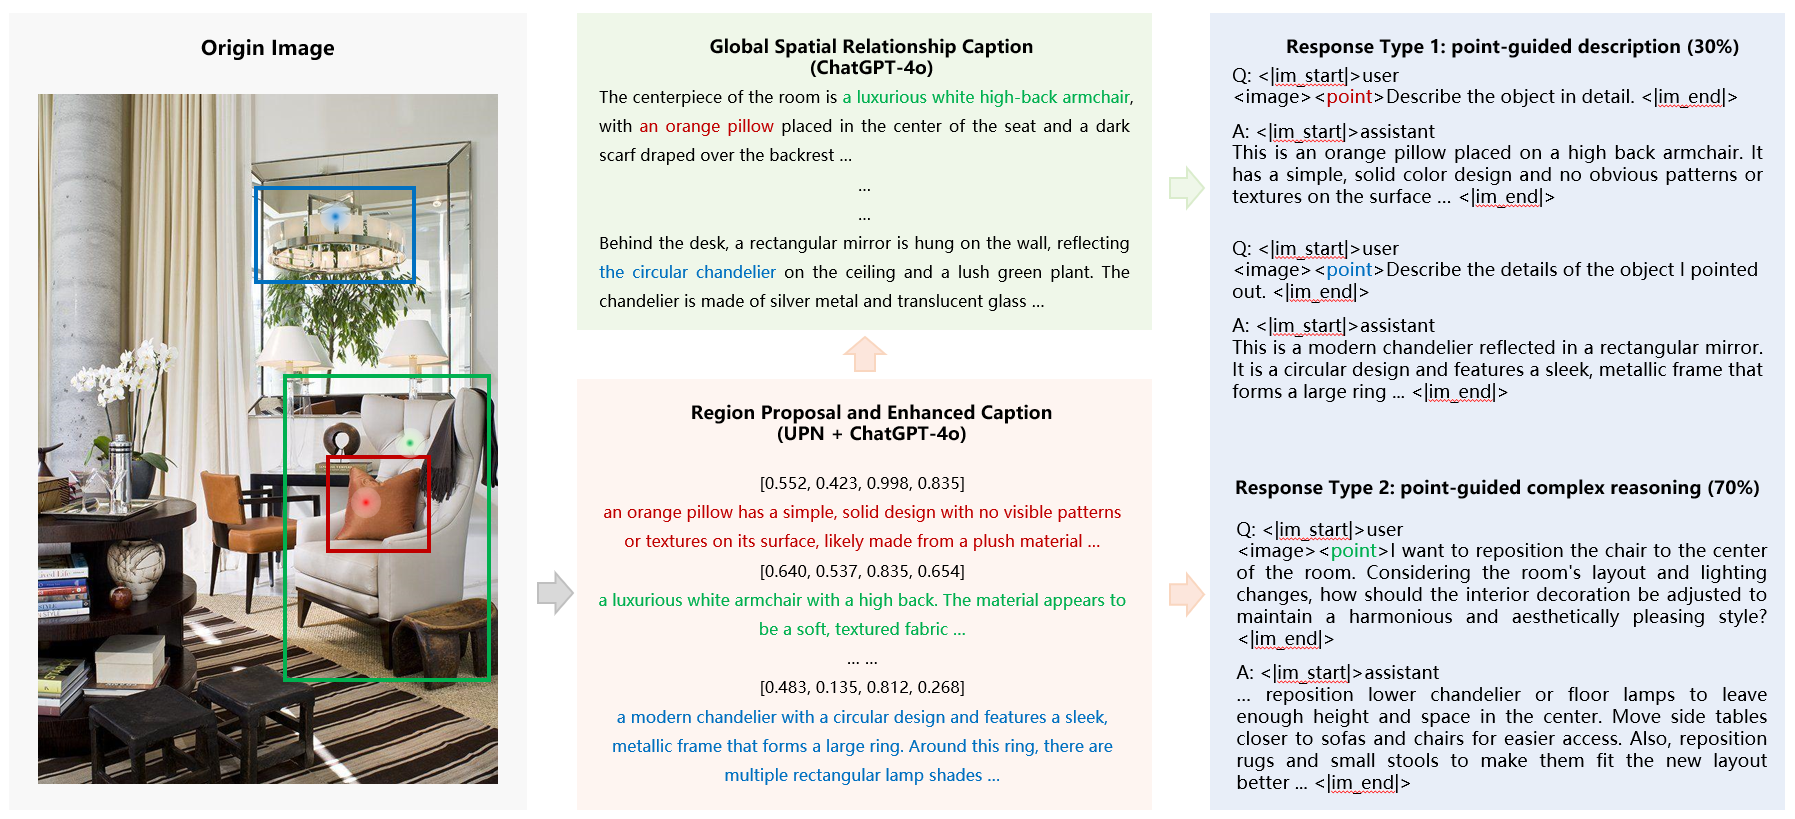 Origin Image
Global Spatial Relationship Caption
(ChatGPT-4o)
The centerpiece of the room is a luxurious white high-back armchair,
with an orange pillow placed in the center of the seat and a dark
scarf draped over the backrest ...
...
...
Behind the desk, a rectangular mirror is hung on the wall, reflecting
the circular chandelier on the ceiling and a lush green plant. The
chandelier is made of silver metal and translucent glass ...
Region Proposal and Enhanced Caption
(UPN + ChatGPT-4o)
[0.552, 0.423, 0.998, 0.835]
an orange pillow has a simple, solid design with no visible patterns
or textures on its surface, likely made from a plush material ...
[0.640, 0.537, 0.835, 0.654]
a luxurious white armchair with a high back. The material appears to
be a soft, textured fabric ...
... ...
[0.483, 0.135, 0.812, 0.268]
a modern chandelier with a circular design and features a sleek,
metallic frame that forms a large ring. Around this ring, there are
multiple rectangular lamp shades ...
Response Type 1: point-guided description (30%)
Q: <|im_start|>user
<image><point>Describe the object in detail. <|im_end|>
A: <|im_start|>assistant
This is an orange pillow placed on a high back armchair. It
has a simple, solid color design and no obvious patterns or
textures on the surface ... <|im_end|>
Q: <|im_start|>user
<image><point>Describe the details of the object I pointed
out. <|im_end|>
A: <|im_start|>assistant
This is a modern chandelier reflected in a rectangular mirror.
It is a circular design and features a sleek, metallic frame that
forms a large ring ... <|im_end|>
Response Type 2: point-guided complex reasoning (70%)
Q: <|im_start|>user
<image><point>I want to reposition the chair to the center
of the room. Considering the room's layout and lighting
changes, how should the interior decoration be adjusted to
maintain a harmonious and aesthetically pleasing style?
<|im_end|>
A: <|im_start|>assistant
... reposition lower chandelier or floor lamps to leave
enough height and space in the center. Move side tables
closer to sofas and chairs for easier access. Also, reposition
rugs and small stools to make them fit the new layout
better ... <|im_end|>